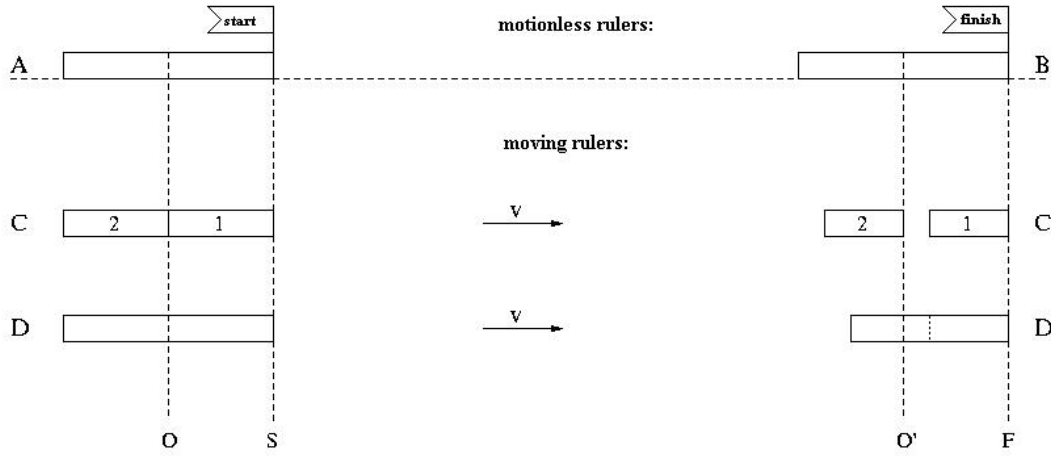 start motionless rulers: finish
A B
moving rulers:
C 2 1 V 2 1 C
D V D
O S O' F